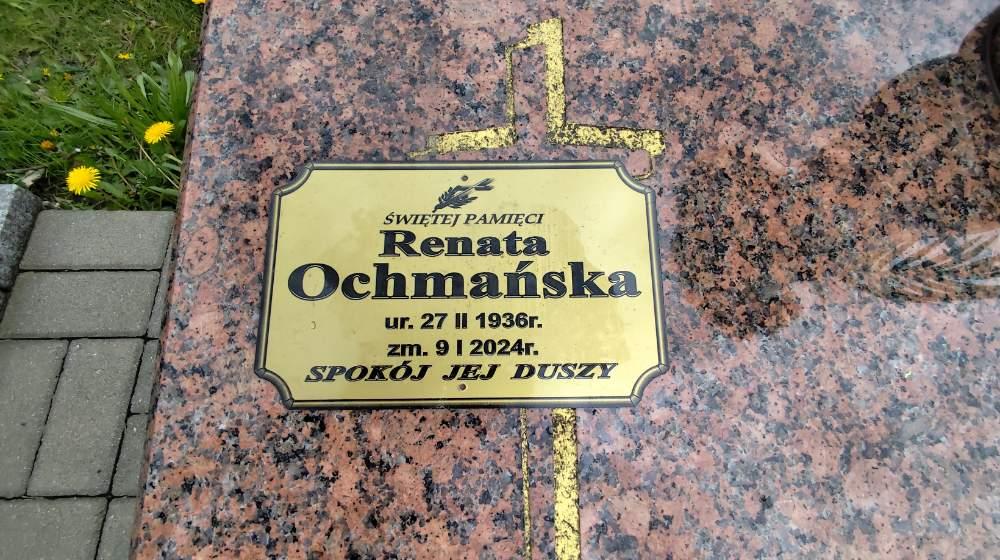 ŚWIĘTEJ PAMIĘCI
Renata
Ochmańska
ur. 27 II 1936r.
zm. 9 I 2024r.
SPOKÓJ JEJ DUSZY